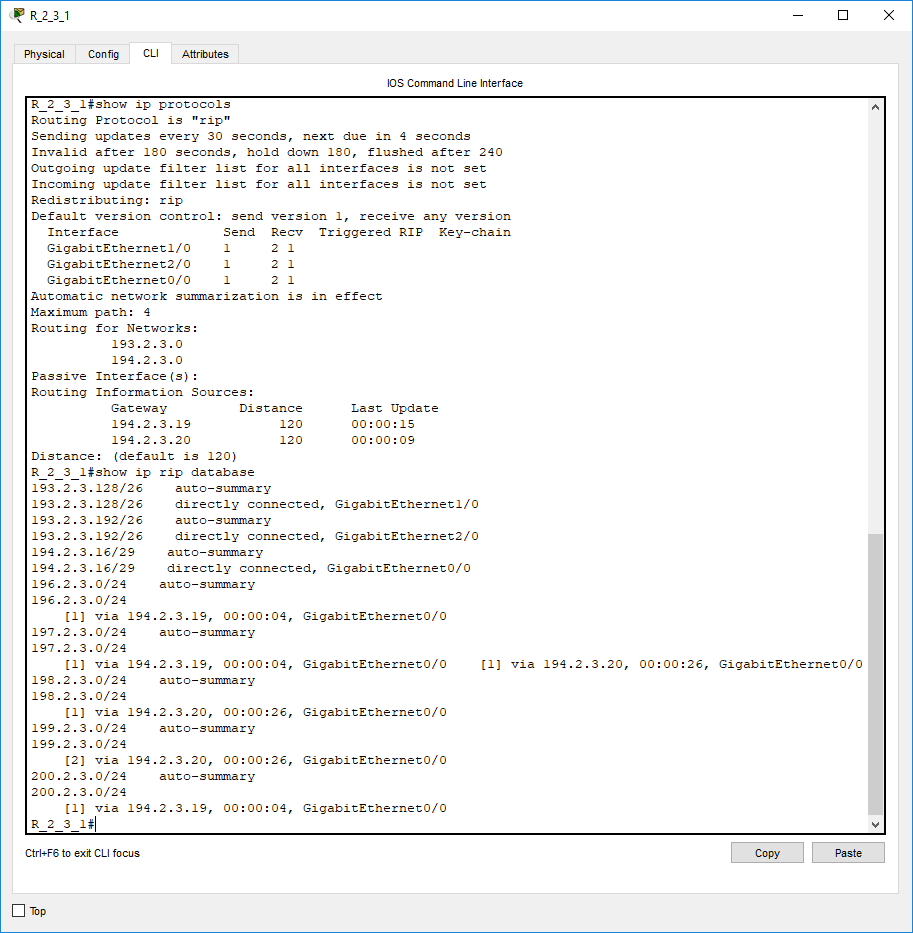 R_2_3_1
Physical Config CLI Attributes
IOS Command Line Interface
R_2_3_1#show ip protocols
Routing Protocol is "rip"
Sending updates every 30 seconds, next due in 4 seconds
Invalid after 180 seconds, hold down 180, flushed after 240
Outgoing update filter list for all interfaces is not set
Incoming update filter list for all interfaces is not set
Redistributing: rip
Default version control: send version 1, receive any version
  Interface             Send  Recv  Triggered RIP  Key-chain
  GigabitEthernet1/0    1     2 1
  GigabitEthernet2/0    1     2 1
  GigabitEthernet0/0    1     2 1
Automatic network summarization is in effect
Maximum path: 4
Routing for Networks:
          193.2.3.0
          194.2.3.0
Passive Interface(s):
Routing Information Sources:
          Gateway         Distance      Last Update
          194.2.3.19           120      00:00:15
          194.2.3.20           120      00:00:09
Distance: (default is 120)
R_2_3_1#show ip rip database
193.2.3.128/26    auto-summary
193.2.3.128/26    directly connected, GigabitEthernet1/0
193.2.3.192/26    auto-summary
193.2.3.192/26    directly connected, GigabitEthernet2/0
194.2.3.16/29    auto-summary
194.2.3.16/29    directly connected, GigabitEthernet0/0
196.2.3.0/24    auto-summary
196.2.3.0/24
    [1] via 194.2.3.19, 00:00:04, GigabitEthernet0/0
197.2.3.0/24    auto-summary
197.2.3.0/24
    [1] via 194.2.3.19, 00:00:04, GigabitEthernet0/0    [1] via 194.2.3.20, 00:00:26, GigabitEthernet0/0
198.2.3.0/24    auto-summary
198.2.3.0/24
    [1] via 194.2.3.20, 00:00:26, GigabitEthernet0/0
199.2.3.0/24    auto-summary
199.2.3.0/24
    [2] via 194.2.3.20, 00:00:26, GigabitEthernet0/0
200.2.3.0/24    auto-summary
200.2.3.0/24
    [1] via 194.2.3.19, 00:00:04, GigabitEthernet0/0
R_2_3_1#
Ctrl+F6 to exit CLI focus Copy Paste
Top